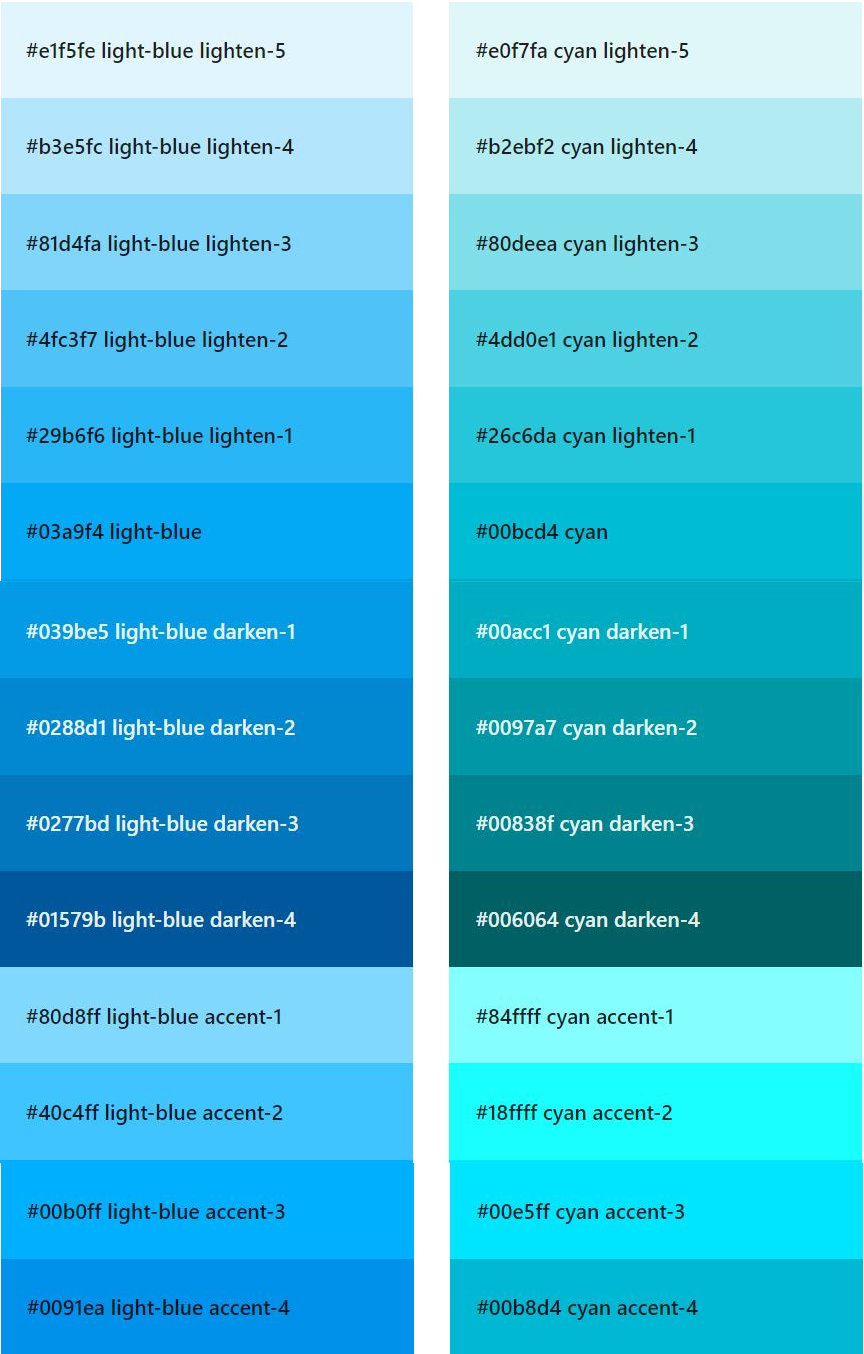 #e1f5fe light-blue lighten-5
#b3e5fc light-blue lighten-4
#81d4fa light-blue lighten-3
#4fc3f7 light-blue lighten-2
#29b6f6 light-blue lighten-1
#03a9f4 light-blue
#039be5 light-blue darken-1
#0288d1 light-blue darken-2
#0277bd light-blue darken-3
#01579b light-blue darken-4
#80d8ff light-blue accent-1
#40c4ff light-blue accent-2
#00b0ff light-blue accent-3
#0091ea light-blue accent-4
#e0f7fa cyan lighten-5
#b2ebf2 cyan lighten-4
#80deea cyan lighten-3
#4dd0e1 cyan lighten-2
#26c6da cyan lighten-1
#00bcd4 cyan
#00acc1 cyan darken-1
#0097a7 cyan darken-2
#00838f cyan darken-3
#006064 cyan darken-4
#84ffff cyan accent-1
#18ffff cyan accent-2
#00e5ff cyan accent-3
#00b8d4 cyan accent-4